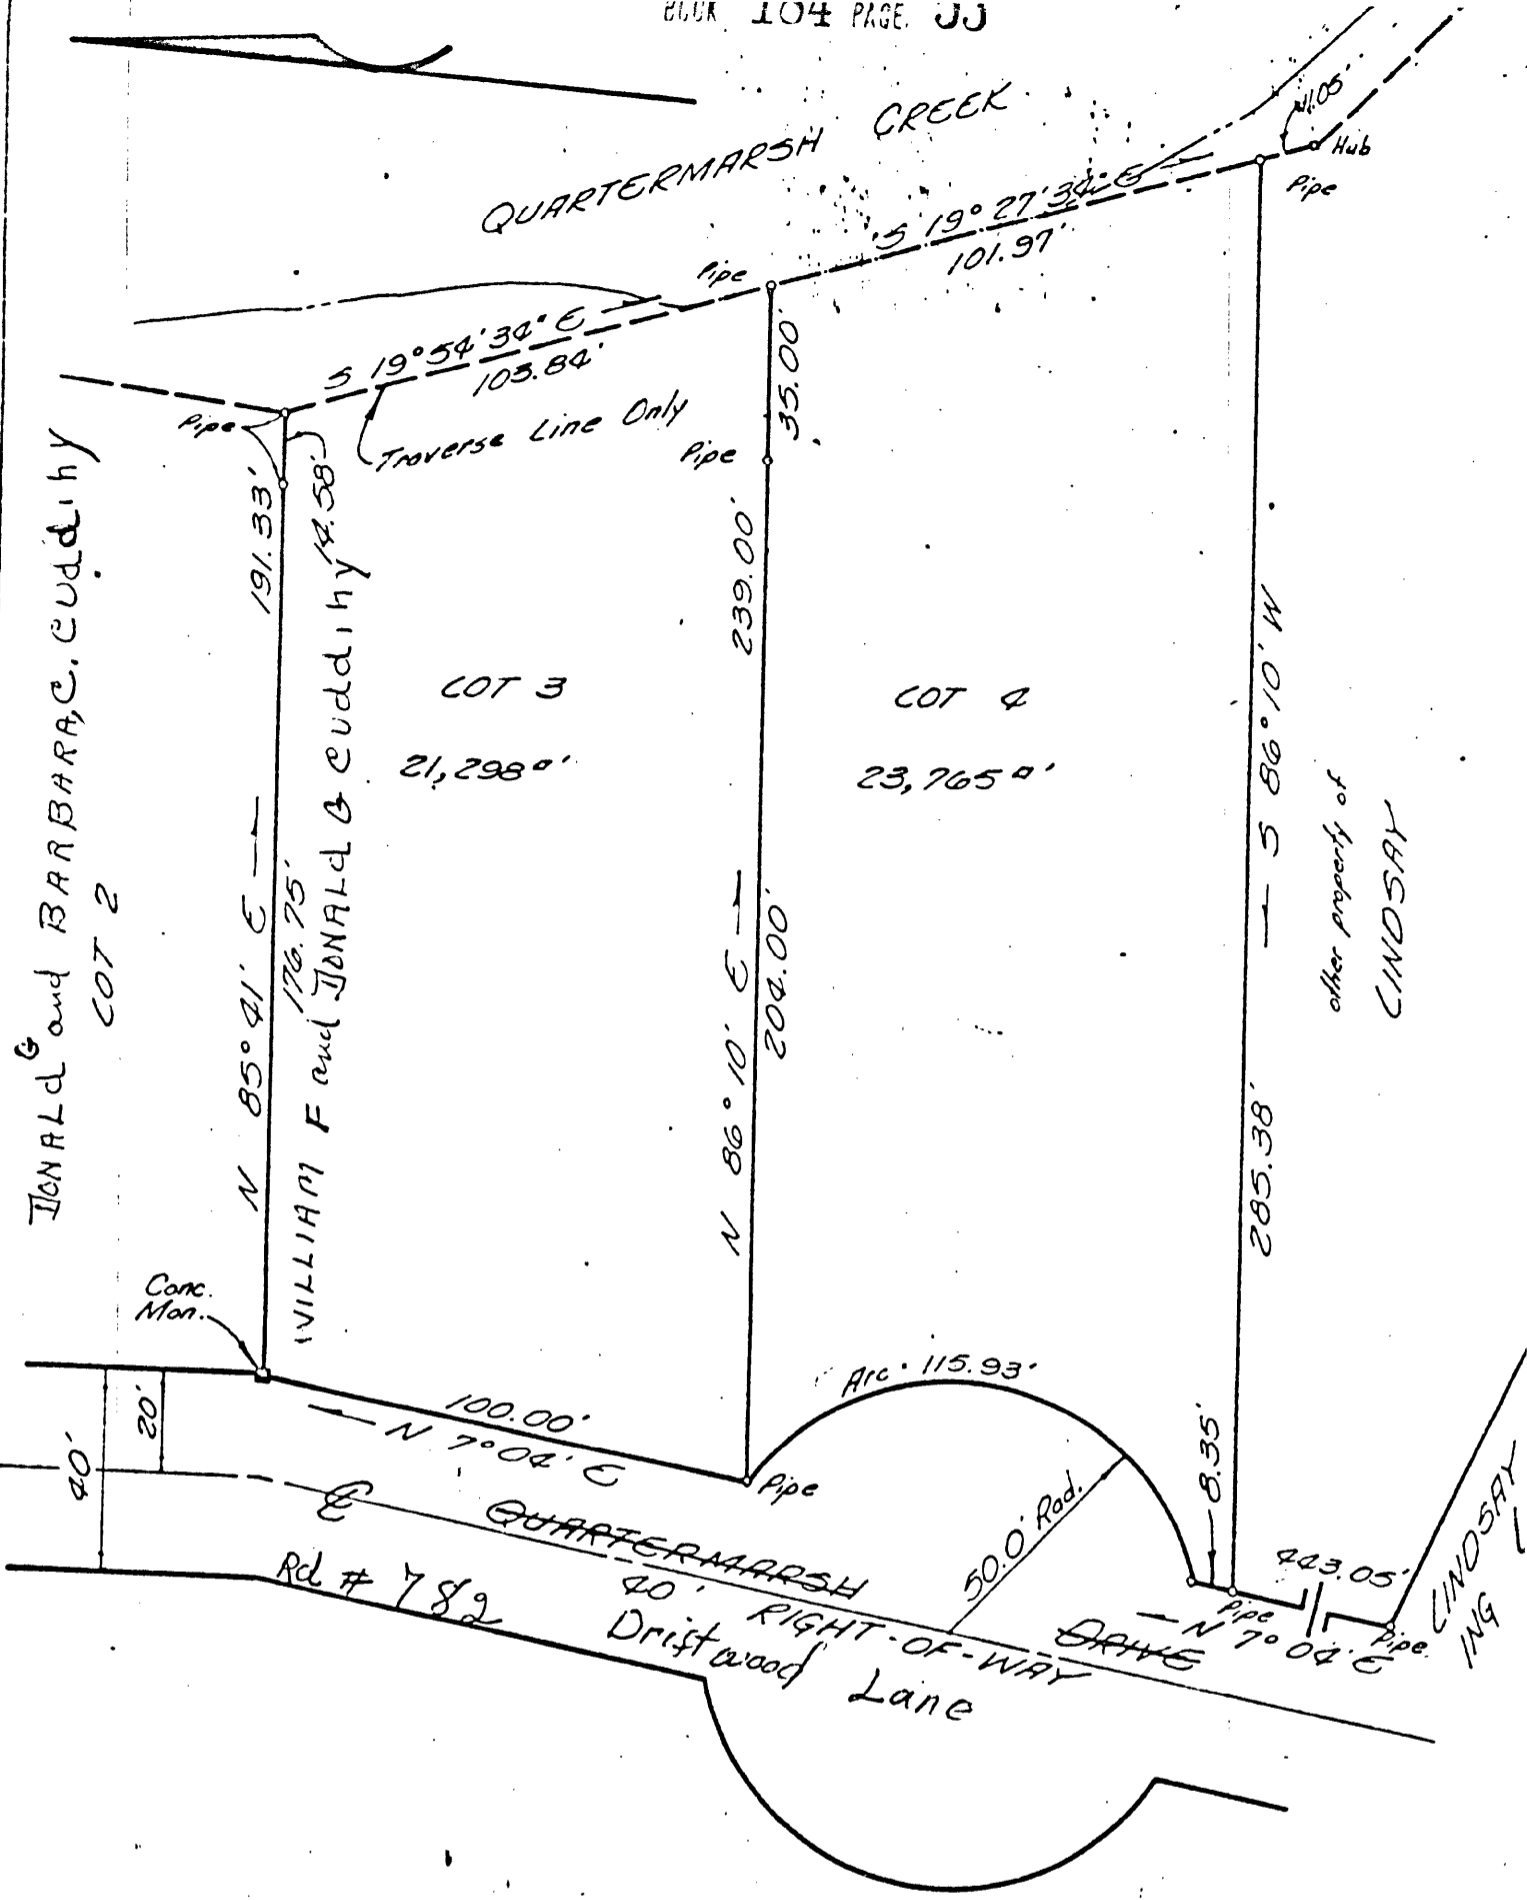 BOOK 104 PAGE
QUARTERMARSH CREEK
11.05'
Hub
Pipe
S 19° 27' 34" E
101.97'
Pipe
S 19° 54' 34" E
103.84'
Traverse Line Only
Pipe
14.58'
35.00'
Pipe
191.33'
239.00'
DONALD G and BARBARA, C. Cuddihy
LOT 2
WILLIAM F and DONALD G Cuddihy
LOT 3
21,298 □'
LOT 4
23,765 □'
N 85° 41' E
176.75'
N 86° 10' E
204.00'
S 86° 10' W
285.38'
other property of
LINDSAY
Conc.
Mon.
100.00'
N 7° 04' E
Pipe
Arc · 115.93'
50.0' Rad.
8.35'
443.05'
Pipe
N 7° 04' E
Pipe
LINDSAY
ING
20'
40'
℄
QUARTERMARSH DRIVE
40' RIGHT-OF-WAY
Rd # 782
Driftwood Lane